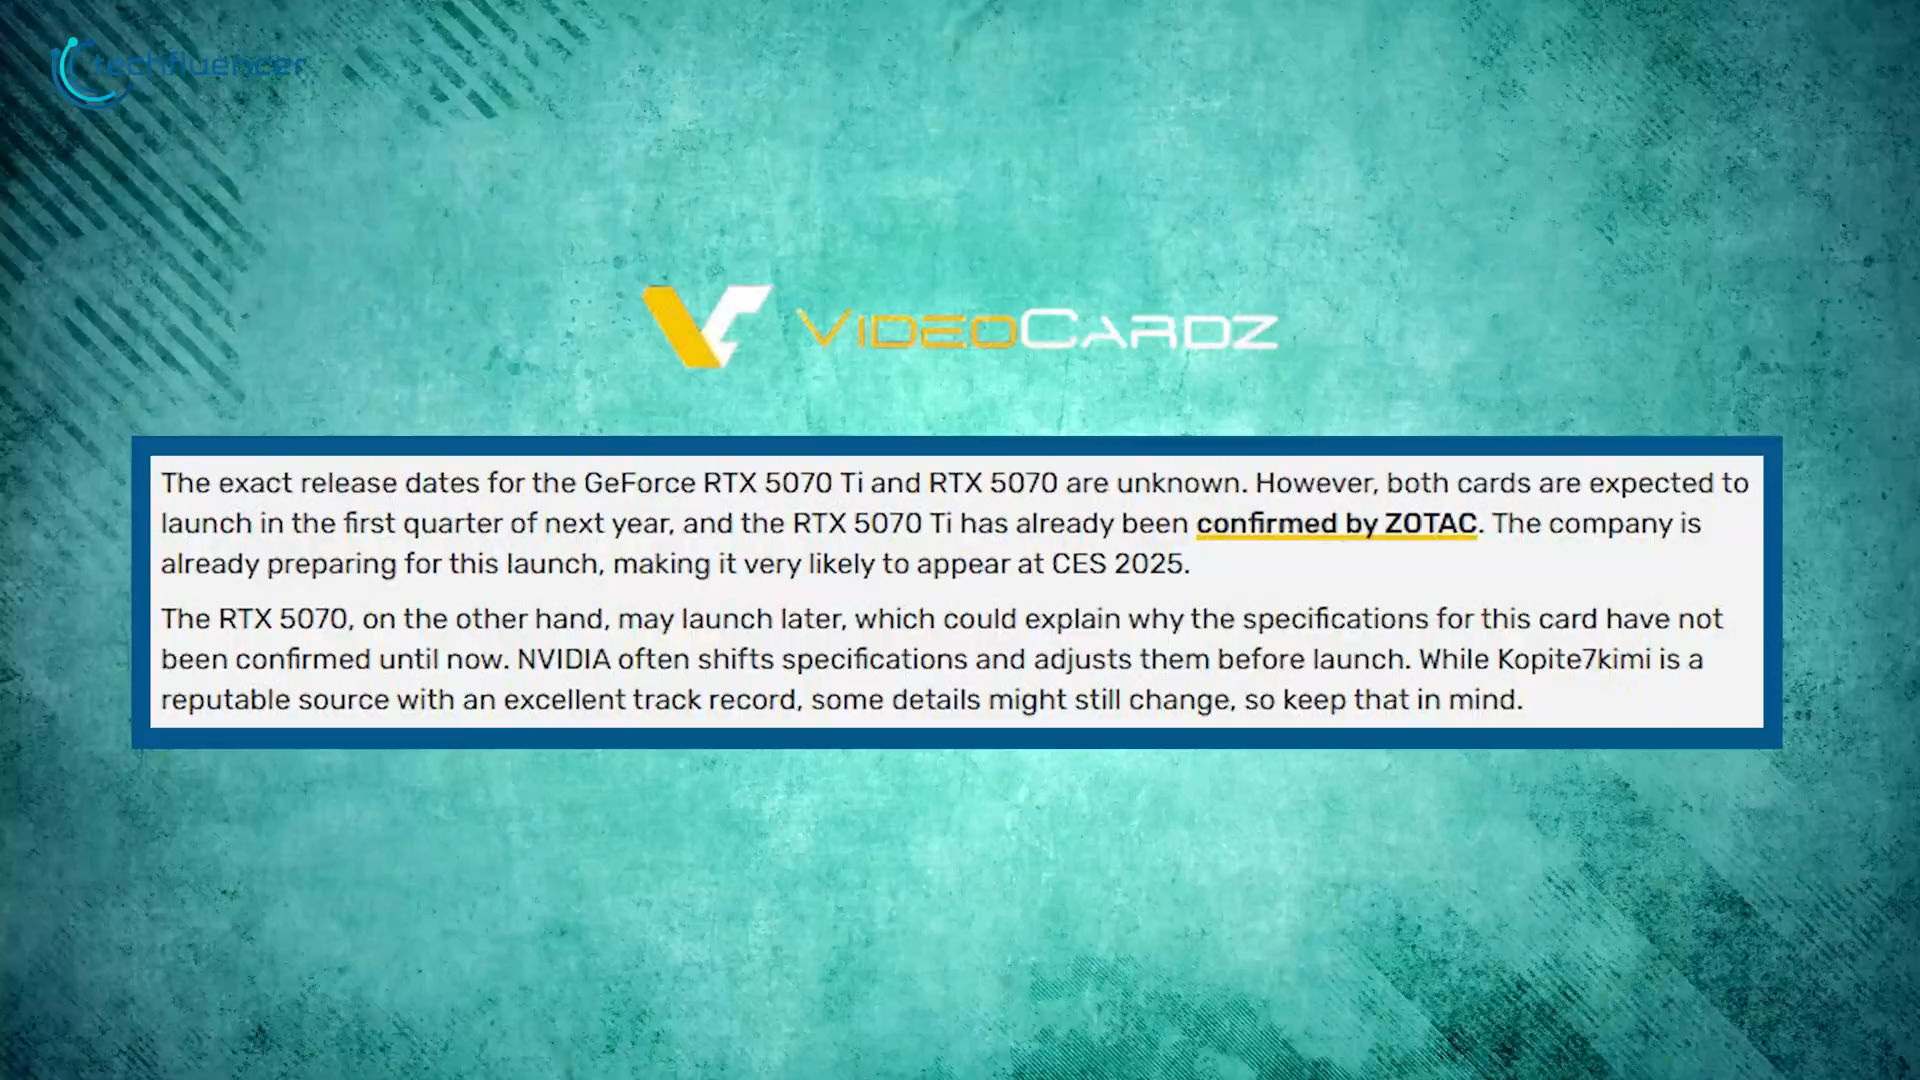 techfluencer
VIDEOCARDZ
The exact release dates for the GeForce RTX 5070 Ti and RTX 5070 are unknown. However, both cards are expected to
launch in the first quarter of next year, and the RTX 5070 Ti has already been confirmed by ZOTAC. The company is
already preparing for this launch, making it very likely to appear at CES 2025.
The RTX 5070, on the other hand, may launch later, which could explain why the specifications for this card have not
been confirmed until now. NVIDIA often shifts specifications and adjusts them before launch. While Kopite7kimi is a
reputable source with an excellent track record, some details might still change, so keep that in mind.